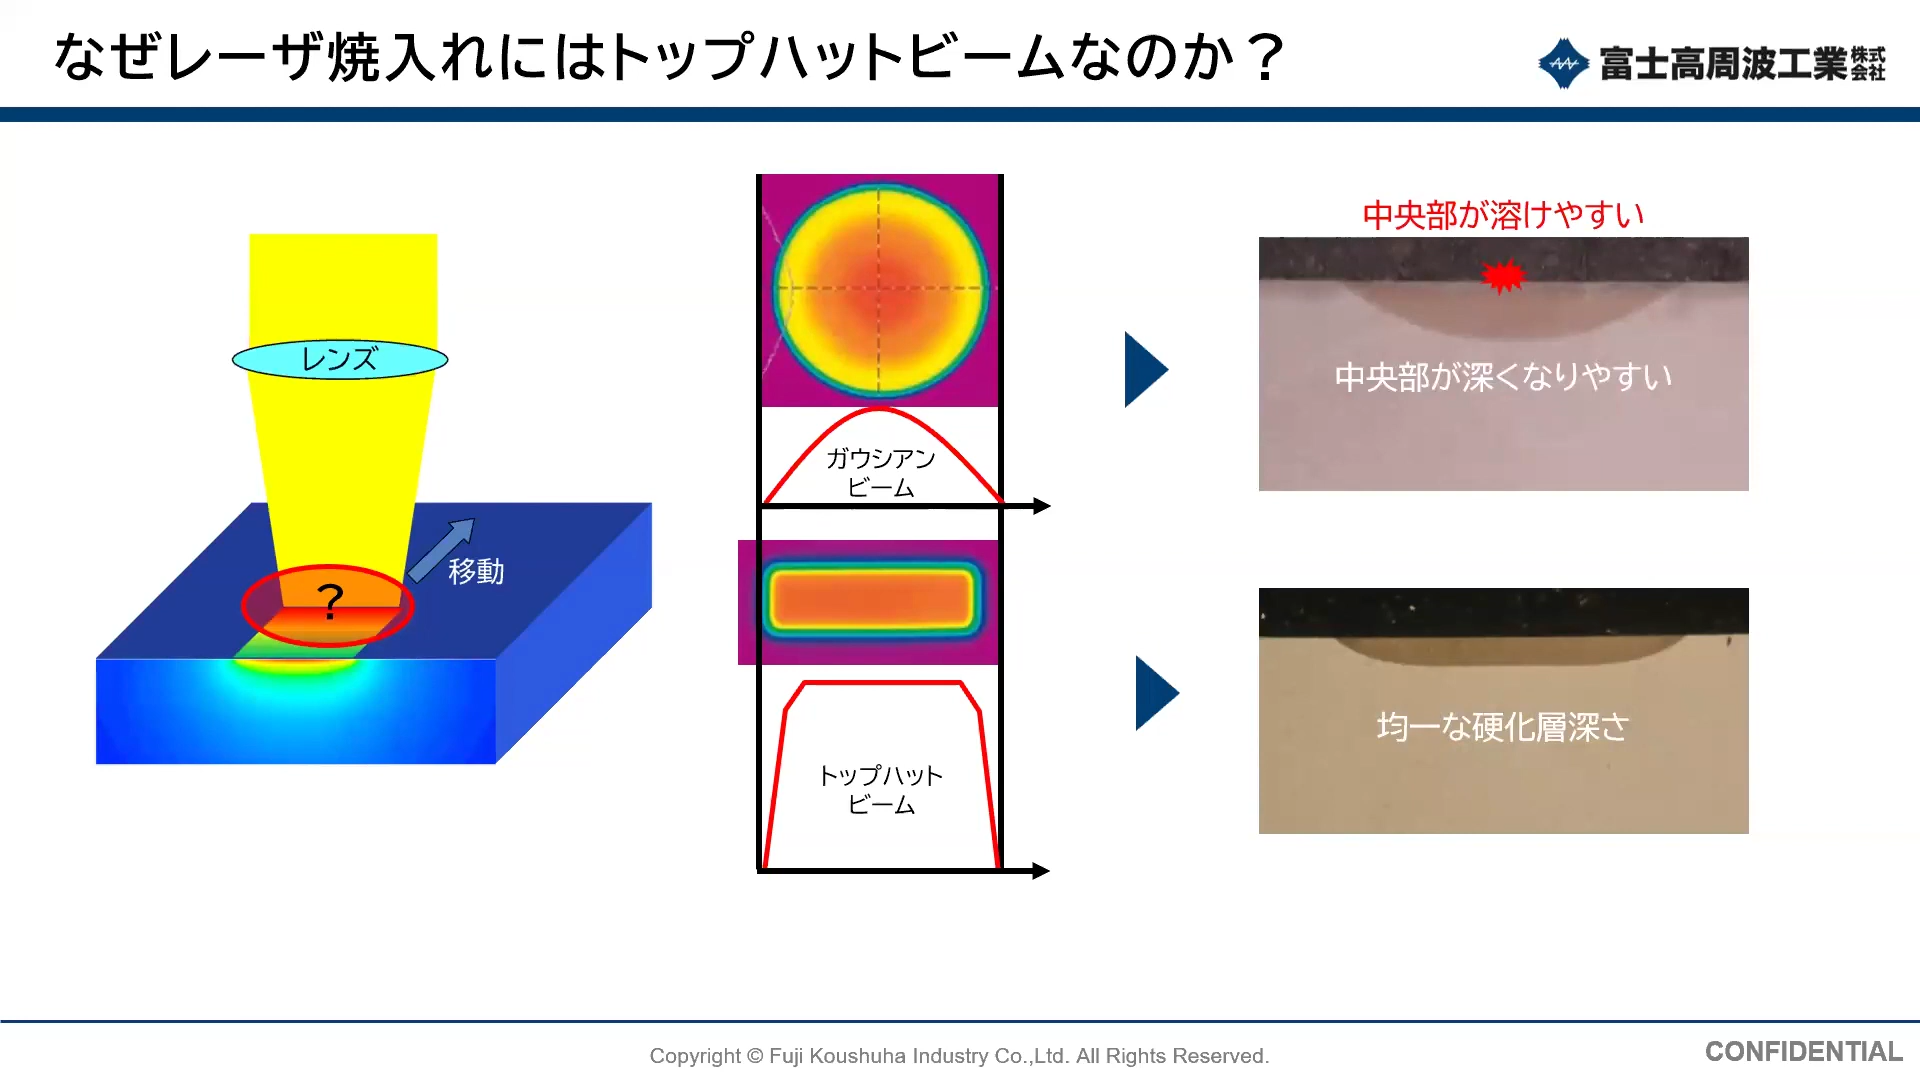 なぜレーザ焼入れにはトップハットビームなのか？
富士高周波工業株式会社
レンズ
移動
?
ガウシアン
ビーム
トップハット
ビーム
中央部が溶けやすい
中央部が深くなりやすい
均一な硬化層深さ
Copyright © Fuji Koushuha Industry Co.,Ltd. All Rights Reserved.
CONFIDENTIAL